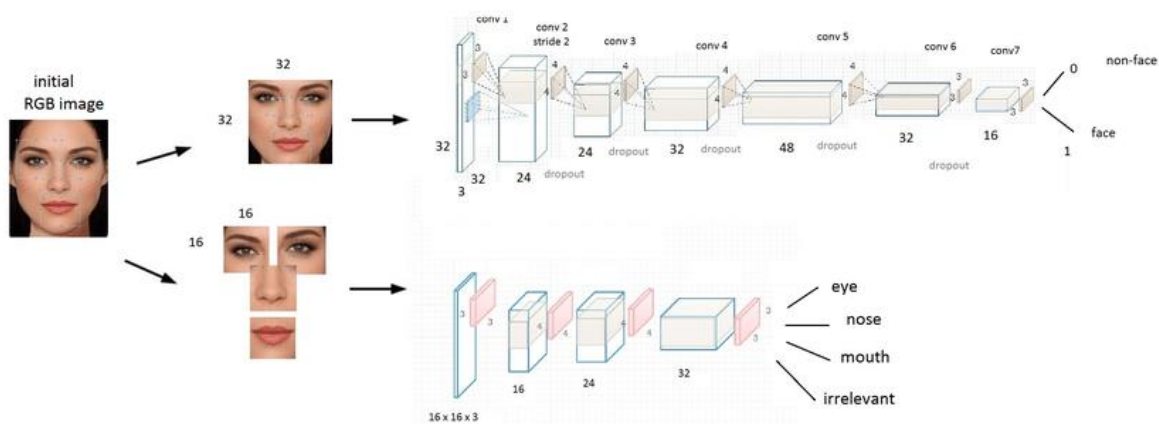 initial
RGB image
32
32
conv 1
conv 2
stride 2
conv 3
conv 4
conv 5
conv 6
conv7
3
3
4
4
4
4
4
4
4
4
3
3
3
3
0
non-face
face
1
32
3
32
24
dropout
24
dropout
32
dropout
48
dropout
32
dropout
16
16
16
3
3
4
4
4
4
3
3
16
24
32
16 x 16 x 3
eye
nose
mouth
irrelevant